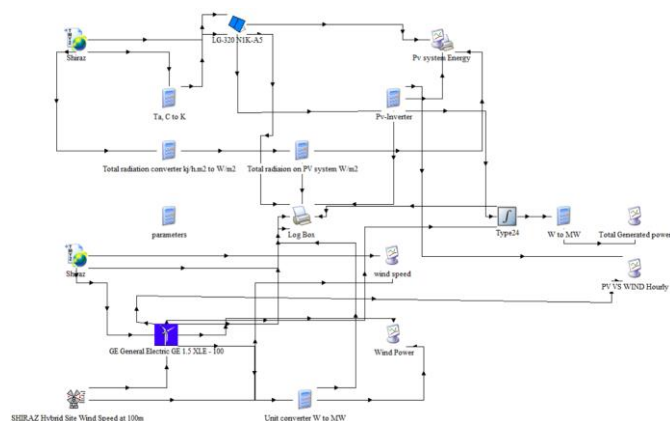 LG-320 N1K-A5
Shiraz
Pv system Energy
Ta, C to K
Pv-Inverter
Total radiation converter kj/h.m2 to W/m2
Total radiaion on PV system W/m2
parameters
Log Bos
Type24
W to MW
Total Generated power
Shiraz
wind speed
PV VS WIND Hourly
GE General Electric GE 1.5 XLE - 100
Wind Power
SHIRAZ Hybrid Site Wind Speed at 100m
Unit converter W to MW